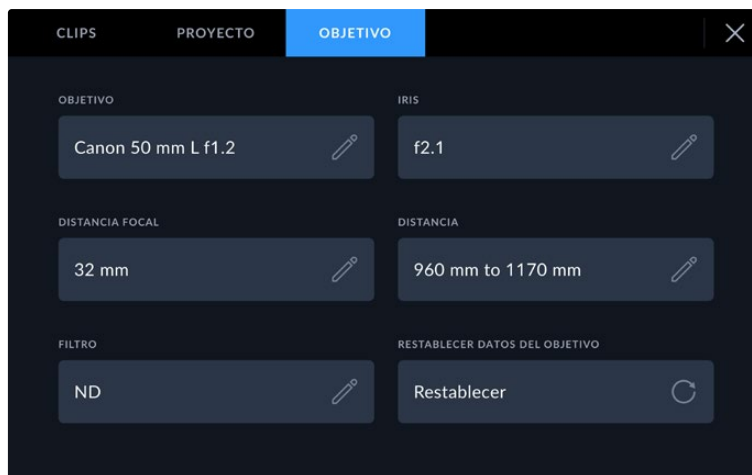 CLIPS PROYECTO OBJETIVO
OBJETIVO IRIS
Canon 50 mm L f1.2 f2.1
DISTANCIA FOCAL DISTANCIA
32 mm 960 mm to 1170 mm
FILTRO RESTABLECER DATOS DEL OBJETIVO
ND Restablecer